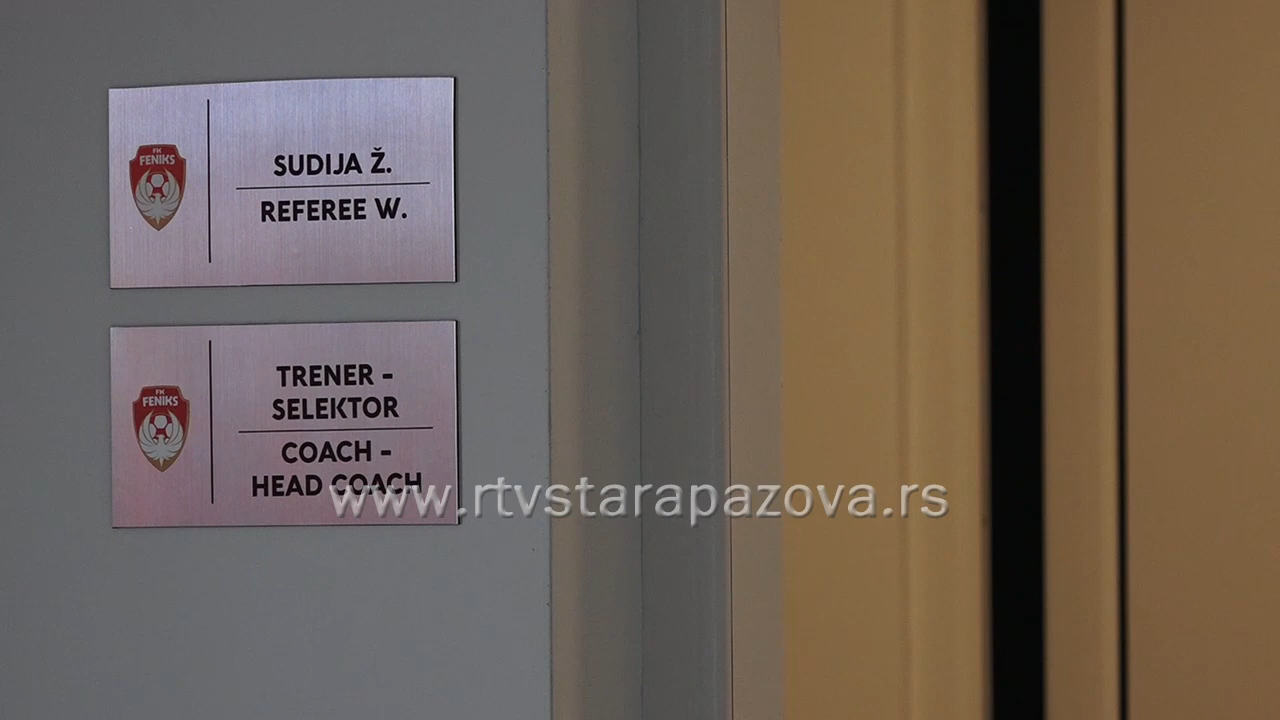 FK
FENIKS
SUDIJA Ž.
REFEREE W.
FK
FENIKS
TRENER -
SELEKTOR
COACH -
HEAD COACH
www.rtvstarapazova.rs